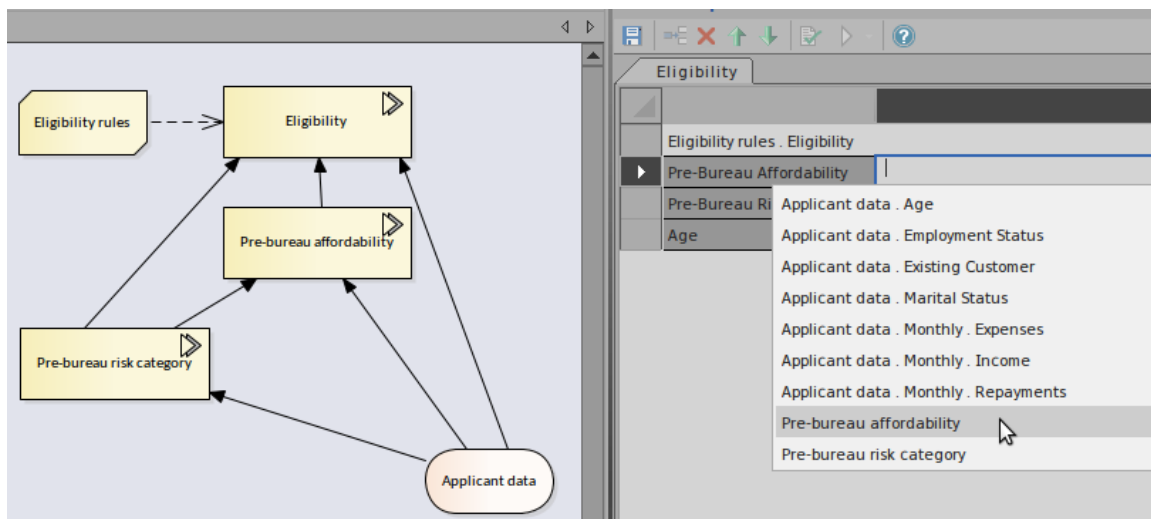 Eligibility rules
Eligibility
Pre-bureau affordability
Pre-bureau risk category
Applicant data
Eligibility
Eligibility rules . Eligibility
Pre-Bureau Affordability
Pre-Bureau Ri
Age
Applicant data . Age
Applicant data . Employment Status
Applicant data . Existing Customer
Applicant data . Marital Status
Applicant data . Monthly . Expenses
Applicant data . Monthly . Income
Applicant data . Monthly . Repayments
Pre-bureau affordability
Pre-bureau risk category